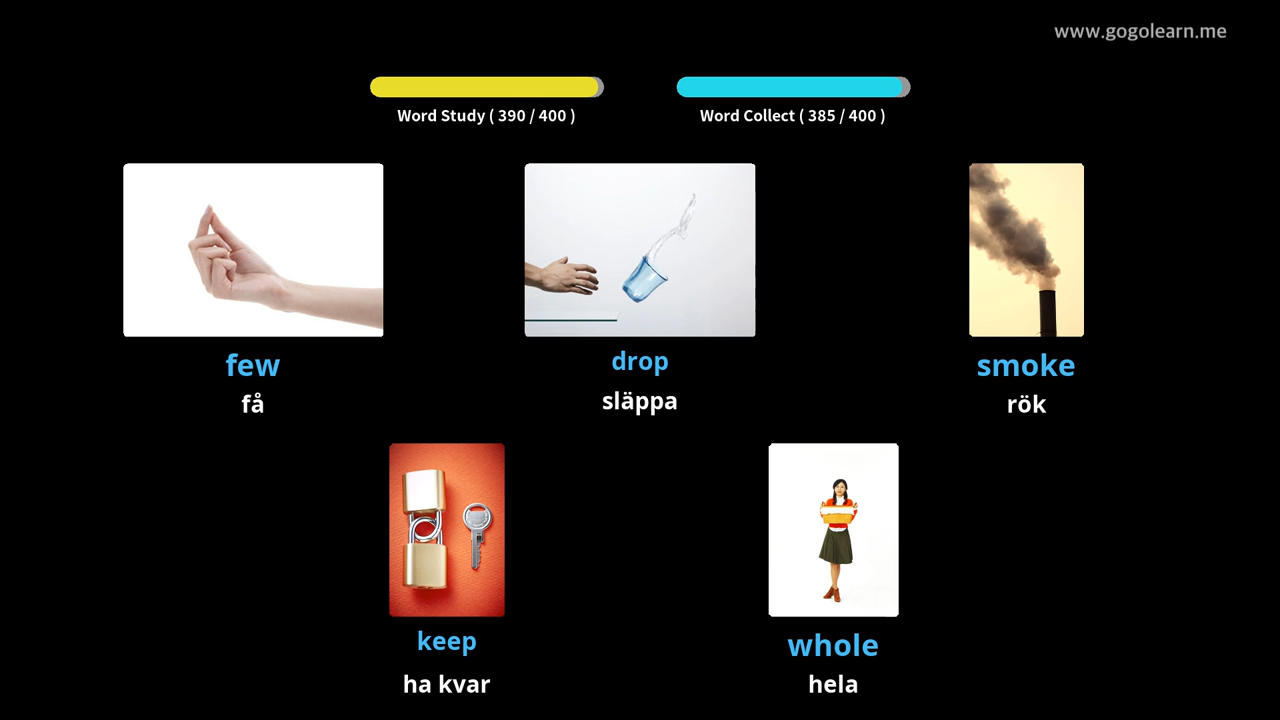 www.gogolearn.me
Word Study ( 390 / 400 )
Word Collect ( 385 / 400 )
few
drop
smoke
få
släppa
rök
keep
whole
ha kvar
hela